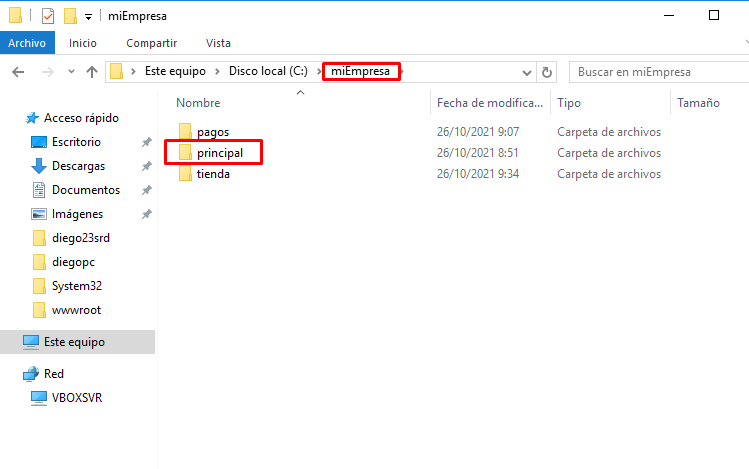 miEmpresa
Archivo Inicio Compartir Vista
Este equipo Disco local (C:) miEmpresa Buscar en miEmpresa
Nombre Fecha de modifica... Tipo Tamaño
Acceso rápido
Escritorio
Descargas
Documentos
Imágenes
diego23srd
diegopc
System32
wwwroot
Este equipo
Red
VBOXSVR
pagos 26/10/2021 9:07 Carpeta de archivos
principal 26/10/2021 8:51 Carpeta de archivos
tienda 26/10/2021 9:34 Carpeta de archivos